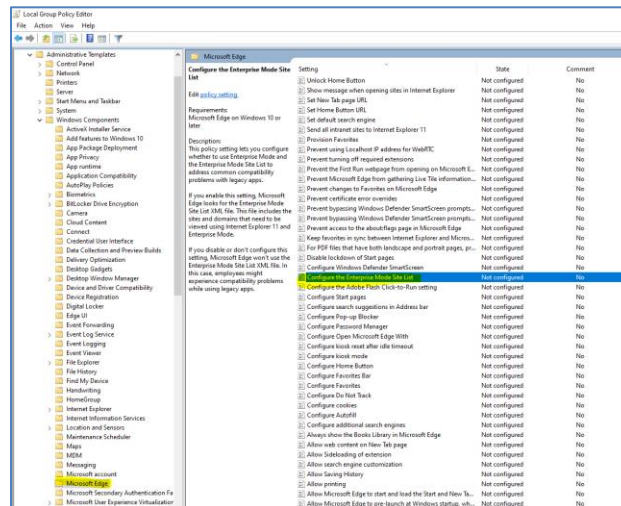 Local Group Policy Editor
File Action View Help
Administrative Templates
Control Panel
Network
Printers
Server
Start Menu and Taskbar
System
Windows Components
ActiveX Installer Service
Add features to Windows 10
App Package Deployment
App Privacy
App runtime
Application Compatibility
AutoPlay Policies
Biometrics
BitLocker Drive Encryption
Camera
Cloud Content
Connect
Credential User Interface
Data Collection and Preview Builds
Delivery Optimization
Desktop Gadgets
Desktop Window Manager
Device and Driver Compatibility
Device Registration
Digital Locker
Edge UI
Event Forwarding
Event Log Service
Event Logging
Event Viewer
File Explorer
File History
Find My Device
Handwriting
HomeGroup
Internet Explorer
Internet Information Services
Location and Sensors
Maintenance Scheduler
Maps
MDM
Messaging
Microsoft account
Microsoft Edge
Microsoft Secondary Authentication Fa
Microsoft User Experience Virtualization
Microsoft Edge
Configure the Enterprise Mode Site
List
Edit policy setting
Requirements:
Microsoft Edge on Windows 10 or
later
Description:
This policy setting lets you configure
whether to use Enterprise Mode and
the Enterprise Mode Site List to
address common compatibility
problems with legacy apps.
If you enable this setting, Microsoft
Edge looks for the Enterprise Mode
Site List XML file. This file includes the
sites and domains that need to be
viewed using Internet Explorer 11 and
Enterprise Mode.
If you disable or don't configure this
setting, Microsoft Edge won't use the
Enterprise Mode Site List XML file. In
this case, employees might
experience compatibility problems
while using legacy apps.
Setting State Comment
Unlock Home Button Not configured No
Show message when opening sites in Internet Explorer Not configured No
Set New Tab page URL Not configured No
Set Home Button URL Not configured No
Set default search engine Not configured No
Send all intranet sites to Internet Explorer 11 Not configured No
Provision Favorites Not configured No
Prevent using Localhost IP address for WebRTC Not configured No
Prevent turning off required extensions Not configured No
Prevent the First Run webpage from opening on Microsoft E... Not configured No
Prevent Microsoft Edge from gathering Live Tile information... Not configured No
Prevent changes to Favorites on Microsoft Edge Not configured No
Prevent certificate error overrides Not configured No
Prevent bypassing Windows Defender SmartScreen prompts... Not configured No
Prevent bypassing Windows Defender SmartScreen prompts... Not configured No
Prevent access to the about:flags page in Microsoft Edge Not configured No
Keep favorites in sync between Internet Explorer and Micros... Not configured No
For PDF files that have both landscape and portrait pages, pr... Not configured No
Disable lockdown of Start pages Not configured No
Configure Windows Defender SmartScreen Not configured No
Configure the Enterprise Mode Site List Not configured No
Configure the Adobe Flash Click-to-Run setting Not configured No
Configure Start pages Not configured No
Configure search suggestions in Address bar Not configured No
Configure Pop-up Blocker Not configured No
Configure Password Manager Not configured No
Configure Open Microsoft Edge With Not configured No
Configure kiosk reset after idle timeout Not configured No
Configure kiosk mode Not configured No
Configure Home Button Not configured No
Configure Favorites Bar Not configured No
Configure Favorites Not configured No
Configure Do Not Track Not configured No
Configure cookies Not configured No
Configure Autofill Not configured No
Configure additional search engines Not configured No
Always show the Books Library in Microsoft Edge Not configured No
Allow web content on New Tab page Not configured No
Allow Sideloading of extension Not configured No
Allow search engine customization Not configured No
Allow Saving History Not configured No
Allow printing Not configured No
Allow Microsoft Edge to start and load the Start and New Ta... Not configured No
Allow Microsoft Edge to pre-launch at Windows startup, wh... Not configured No